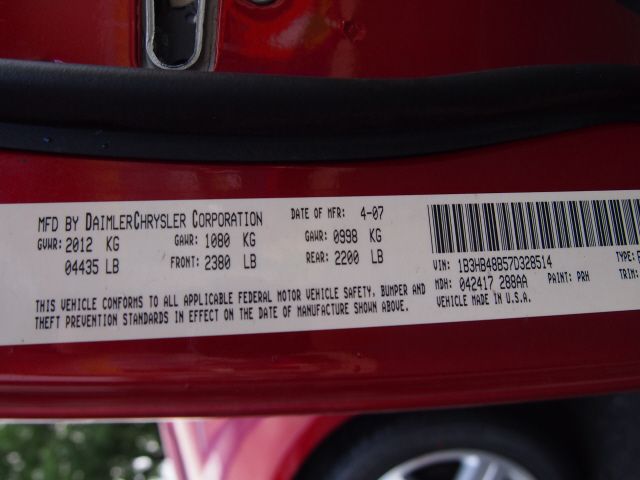 MFD BY DAIMLERCHRYSLER CORPORATION DATE OF MFR: 4-07
GVWR: 2012 KG GAWR: 1080 KG GAWR: 0998 KG
04435 LB FRONT: 2380 LB REAR: 2200 LB
THIS VEHICLE CONFORMS TO ALL APPLICABLE FEDERAL MOTOR VEHICLE SAFETY, BUMPER AND
THEFT PREVENTION STANDARDS IN EFFECT ON THE DATE OF MANUFACTURE SHOWN ABOVE.
VIN: 1B3HB48B57D328514 TYPE:
MDH: 042417 288AA PAINT: PRH TRIM:
VEHICLE MADE IN U.S.A.